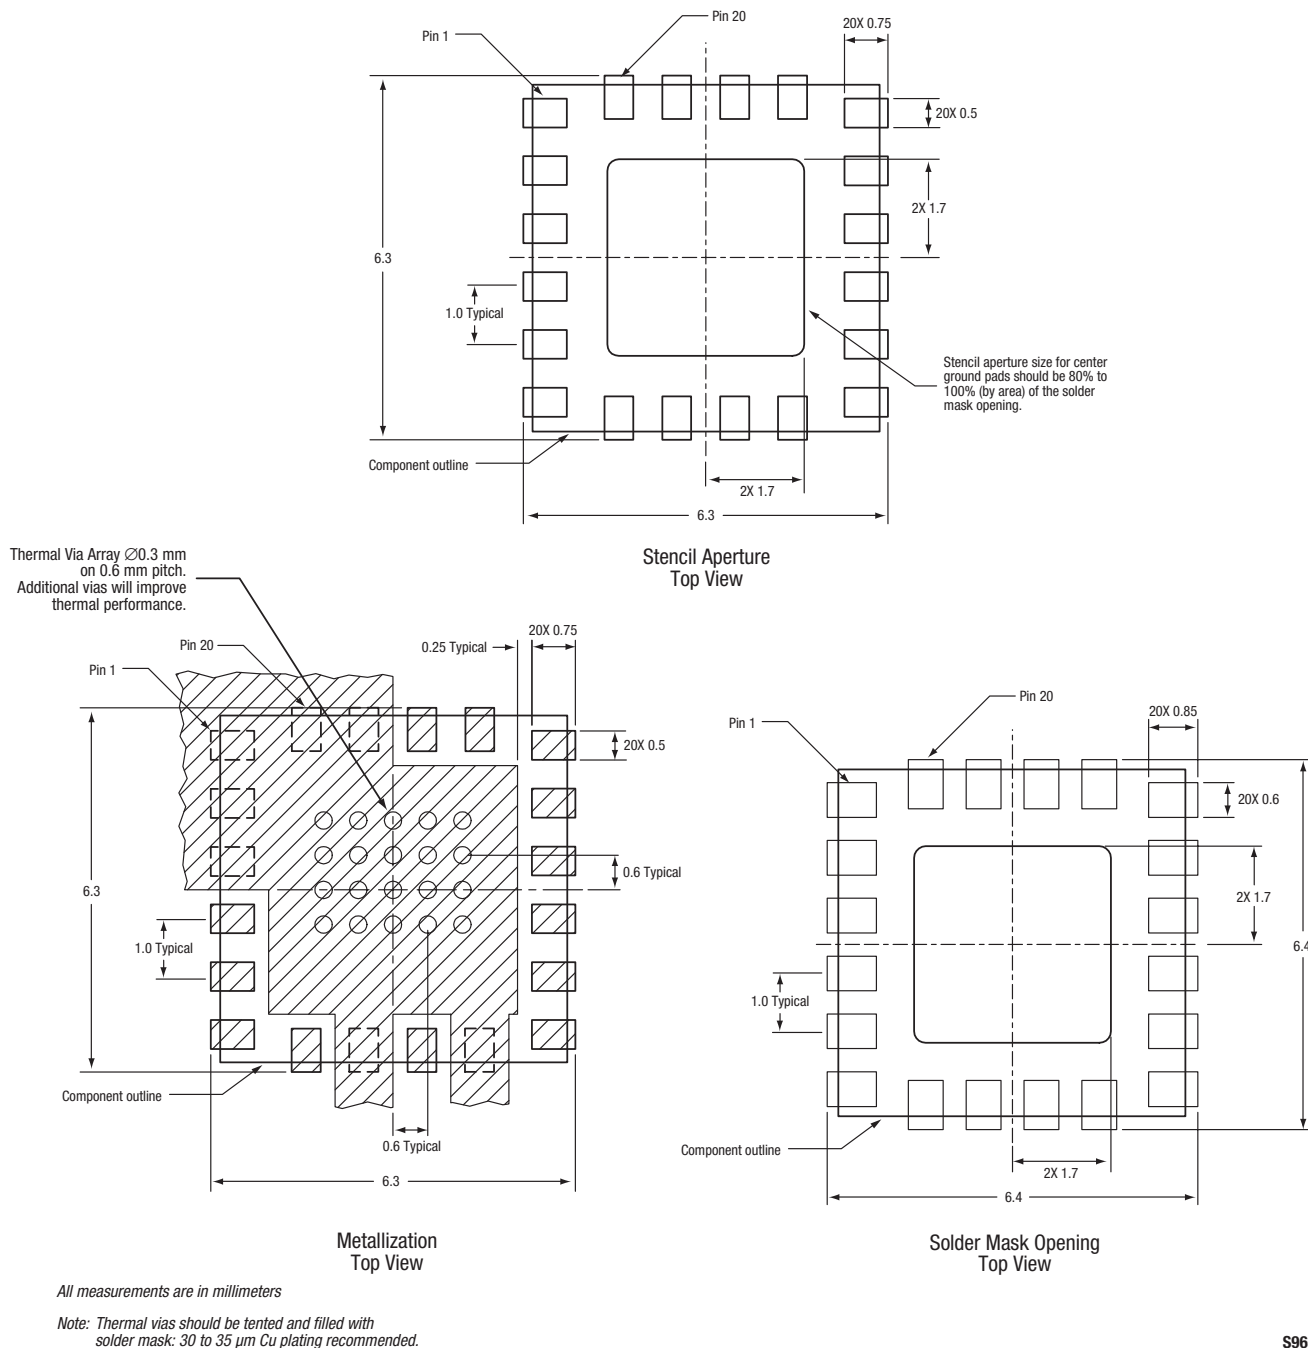 Pin 20
20X 0.75
Pin 1
20X 0.5
2X 1.7
6.3
1.0 Typical
Stencil aperture size for center
ground pads should be 80% to
100% (by area) of the solder
mask opening.
Component outline
2X 1.7
6.3
Stencil Aperture
Top View
Thermal Via Array ∅0.3 mm
on 0.6 mm pitch.
Additional vias will improve
thermal performance.
20X 0.75
Pin 20
0.25 Typical
Pin 1
20X 0.5
0.6 Typical
6.3
1.0 Typical
Component outline
0.6 Typical
6.3
Metallization
Top View
Pin 20
20X 0.85
Pin 1
20X 0.6
2X 1.7
6.4
1.0 Typical
Component outline
2X 1.7
6.4
Solder Mask Opening
Top View
All measurements are in millimeters
Note: Thermal vias should be tented and filled with
solder mask: 30 to 35 µm Cu plating recommended.
S96